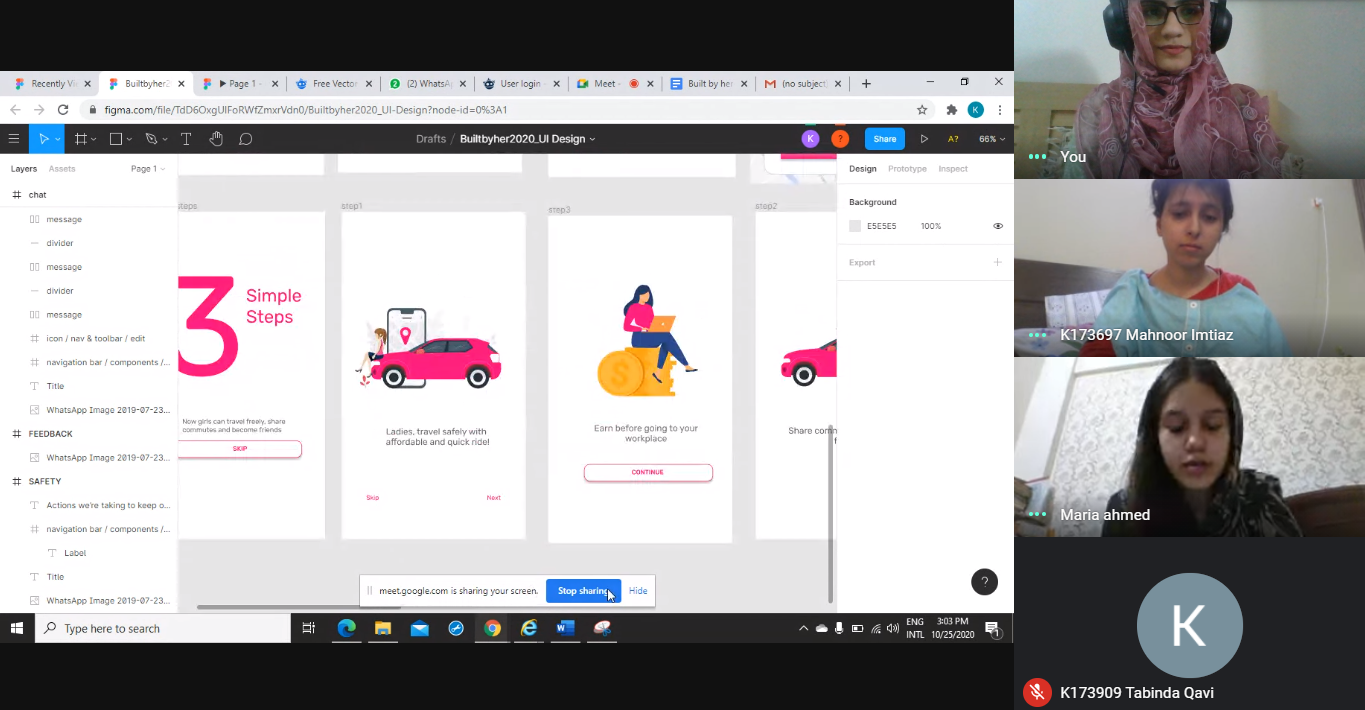 Recently Vi
Builtbyher2
Page 1 -
Free Vector
(2) WhatsA
User login -
Meet -
Built by her
(no subject
figma.com/file/TdD6OxgUIFoRWfZmxrVdn0/Builtbyher2020_UI-Design?node-id=0%3A1
K
Drafts / Builtbyher2020_UI Design
K
?
Share
A?
66%
Layers
Assets
Page 1
chat
message
divider
message
divider
message
icon / nav & toolbar / edit
navigation bar / components /...
Title
WhatsApp Image 2019-07-23...
FEEDBACK
WhatsApp Image 2019-07-23...
SAFETY
Actions we're taking to keep o...
navigation bar / components /...
Label
Title
WhatsApp Image 2019-07-23...
steps
3 Simple
Steps
Now girls can travel freely, share
commutes and become friends
SKIP
step1
Ladies, travel safely with
affordable and quick ride!
Skip
Next
step3
$
Earn before going to your
workplace
CONTINUE
step2
Share com
f
Design
Prototype
Inspect
Background
E5E5E5
100%
Export
?
meet.google.com is sharing your screen.
Stop sharing
Hide
Type here to search
ENG
INTL
3:03 PM
10/25/2020
1
You
K173697 Mahnoor Imtiaz
Maria ahmed
K
K173909 Tabinda Qavi